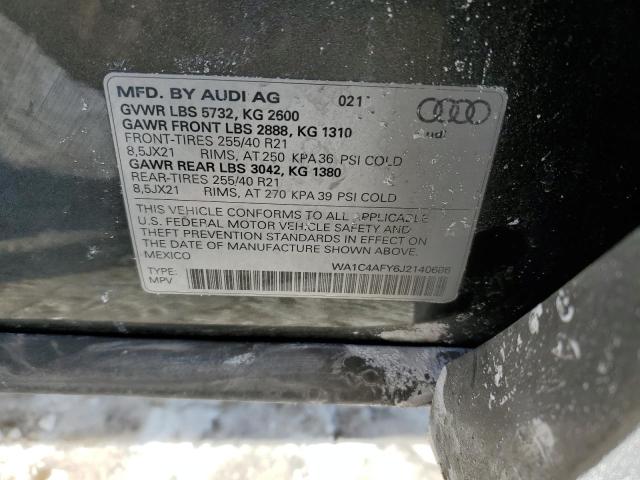 MFD. BY AUDI AG 021
GVWR LBS 5732, KG 2600
GAWR FRONT LBS 2888, KG 1310
FRONT-TIRES 255/40 R21
8,5JX21 RIMS, AT 250 KPA 36 PSI COLD
GAWR REAR LBS 3042, KG 1380
REAR-TIRES 255/40 R21
8,5JX21 RIMS, AT 270 KPA 39 PSI COLD
THIS VEHICLE CONFORMS TO ALL APPLICABLE
U.S. FEDERAL MOTOR VEHICLE SAFETY AND
THEFT PREVENTION STANDARDS IN EFFECT ON
THE DATE OF MANUFACTURE SHOWN ABOVE.
MEXICO
TYPE:
MPV